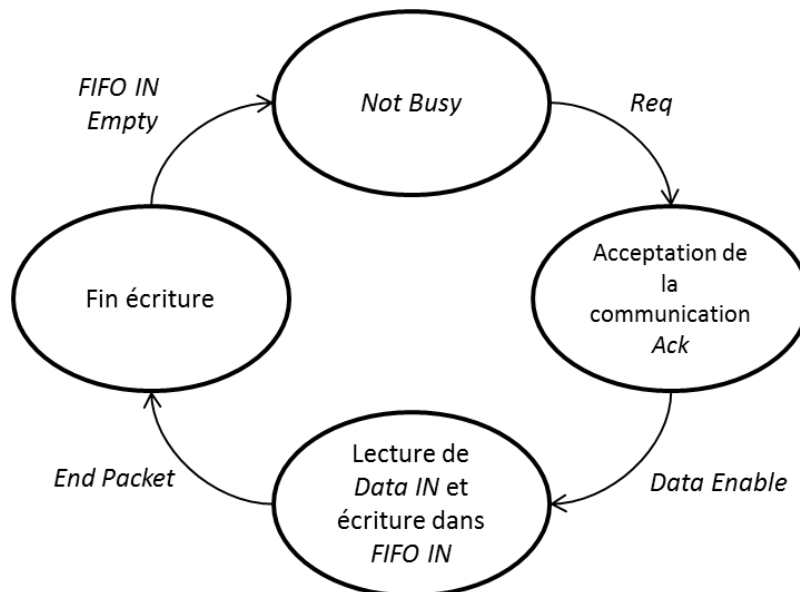 FIFO IN
Empty
Not Busy
Req
Fin écriture
Acceptation de
la
communication
Ack
End Packet
Lecture de
Data IN et
écriture dans
FIFO IN
Data Enable